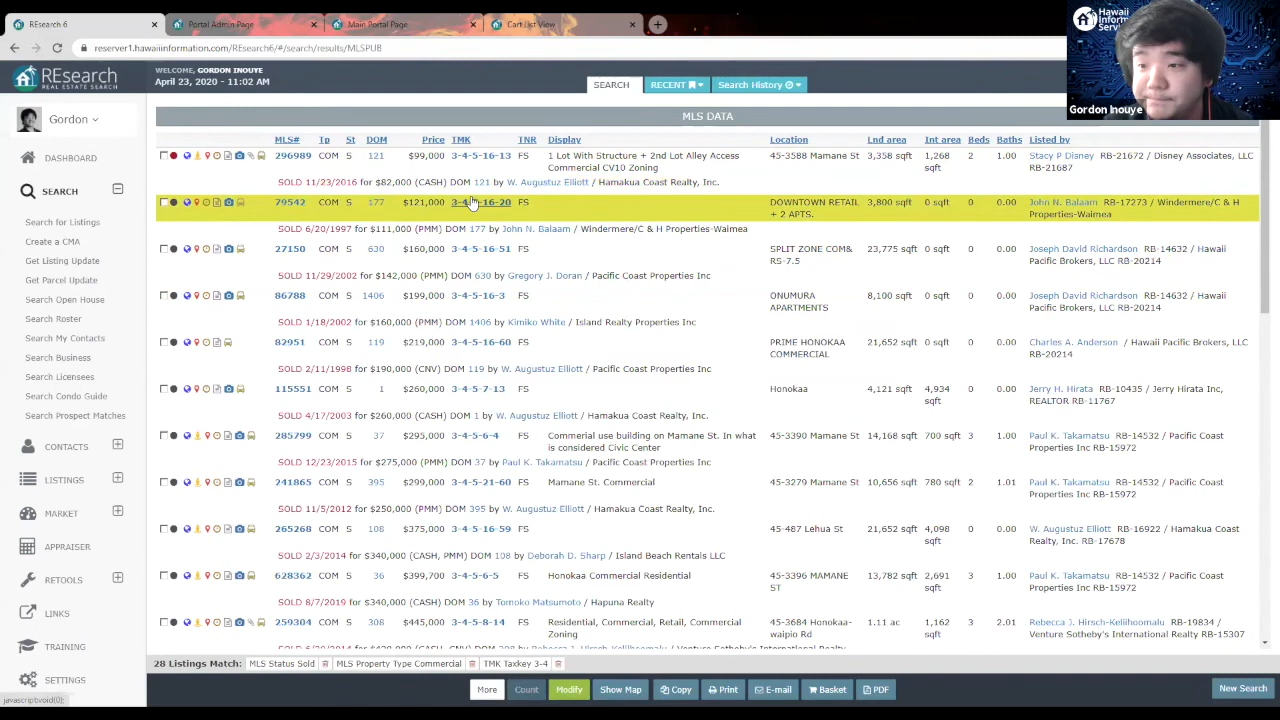 REsearch 6
Portal Admin Page
Main Portal Page
Cart List View
reserver1.hawaiiinformation.com/REsearch6/#/search/results/MLSPUB
Hawaii
Information
Service
Gordon Inouye
REsearch
REAL ESTATE SEARCH
WELCOME, GORDON INOUYE
April 23, 2020 - 11:02 AM
SEARCH RECENT Search History
Gordon
DASHBOARD
SEARCH
Search for Listings
Create a CMA
Get Listing Update
Get Parcel Update
Search Open House
Search Roster
Search My Contacts
Search Business
Search Licensees
Search Condo Guide
Search Prospect Matches
CONTACTS
LISTINGS
MARKET
APPRAISER
RETOOLS
LINKS
TRAINING
SETTINGS
javascript:void(0);
MLS DATA
MLS# Tp St DOM Price TMK TNR Display Location Lnd area Int area Beds Baths Listed by
296989 COM S 121 $99,000 3-4-5-16-13 FS 1 Lot With Structure + 2nd Lot Alley Access 45-3588 Mamane St 3,358 sqft 1,268 2 1.00 Stacy P Disney RB-21672 / Disney Associates, LLC
Commercial CV10 Zoning sqft RB-21687
SOLD 11/23/2016 for $82,000 (CASH) DOM 121 by W. Augustuz Elliott / Hamakua Coast Realty, Inc.
79542 COM S 177 $121,000 3-4-5-16-20 FS DOWNTOWN RETAIL 3,800 sqft 0 sqft 0 0.00 John N. Balaam RB-17273 / Windermere/C & H
+ 2 APTS. Properties-Waimea
SOLD 6/20/1997 for $111,000 (PMM) DOM 177 by John N. Balaam / Windermere/C & H Properties-Waimea
27150 COM S 630 $160,000 3-4-5-16-51 FS SPLIT ZONE COM& 23,775 sqft 0 sqft 0 0.00 Joseph David Richardson RB-14632 / Hawaii
RS-7.5 Pacific Brokers, LLC RB-20214
SOLD 11/29/2002 for $142,000 (PMM) DOM 630 by Gregory J. Doran / Pacific Coast Properties Inc
86788 COM S 1406 $199,000 3-4-5-16-3 FS ONUMURA 8,100 sqft 0 sqft 0 0.00 Joseph David Richardson RB-14632 / Hawaii
APARTMENTS Pacific Brokers, LLC RB-20214
SOLD 1/18/2002 for $160,000 (PMM) DOM 1406 by Kimiko White / Island Realty Properties Inc
82951 COM S 119 $219,000 3-4-5-16-60 FS PRIME HONOKAA 21,652 sqft 0 sqft 0 0.00 Charles A. Anderson / Hawaii Pacific Brokers, LLC
COMMERCIAL RB-20214
SOLD 2/11/1998 for $190,000 (CNV) DOM 119 by W. Augustuz Elliott / Pacific Coast Properties Inc
115551 COM S 1 $260,000 3-4-5-7-13 FS Honokaa 4,121 sqft 4,934 0 0.00 Jerry H. Hirata RB-10435 / Jerry Hirata Inc,
sqft REALTOR RB-11767
SOLD 4/17/2003 for $260,000 (CASH) DOM 1 by W. Augustuz Elliott / Hamakua Coast Realty, Inc.
285799 COM S 37 $295,000 3-4-5-6-4 FS Commerial use building on Mamane St. In what 45-3390 Mamane St 14,168 sqft 700 sqft 3 1.00 Paul K. Takamatsu RB-14532 / Pacific Coast
is considered Civic Center Properties Inc RB-15972
SOLD 12/23/2015 for $275,000 (PMM) DOM 37 by Paul K. Takamatsu / Pacific Coast Properties Inc
241865 COM S 395 $299,000 3-4-5-21-60 FS Mamane St. Commercial 45-3279 Mamane St 10,656 sqft 780 sqft 2 1.01 Paul K. Takamatsu RB-14532 / Pacific Coast
Properties Inc RB-15972
SOLD 11/5/2012 for $250,000 (PMM) DOM 395 by W. Augustuz Elliott / Hamakua Coast Realty, Inc.
265268 COM S 108 $375,000 3-4-5-16-59 FS 45-487 Lehua St 21,652 sqft 4,098 0 0.00 W. Augustuz Elliott RB-16922 / Hamakua Coast
sqft Realty, Inc. RB-17678
SOLD 2/3/2014 for $340,000 (CASH, PMM) DOM 108 by Deborah D. Sharp / Island Beach Rentals LLC
628362 COM S 36 $399,700 3-4-5-6-5 FS Honokaa Commercial Residential 45-3396 MAMANE 13,782 sqft 2,691 3 1.00 Paul K. Takamatsu RB-14532 / Pacific Coast
ST sqft Properties Inc RB-15972
SOLD 8/7/2019 for $340,000 (CASH) DOM 36 by Tomoko Matsumoto / Hapuna Realty
259304 COM S 308 $445,000 3-4-5-8-14 FS Residential, Commercial, Retail, Commercial 45-3684 Honokaa- 1.11 ac 1,162 3 2.01 Rebecca J. Hirsch-Keliihoomalu RB-19834 /
Zoning waipio Rd sqft Venture Sotheby's International Realty RB-15307
28 Listings Match: MLS Status Sold MLS Property Type Commercial TMK Taxkey 3-4
More Count Modify Show Map Copy Print E-mail Basket PDF New Search